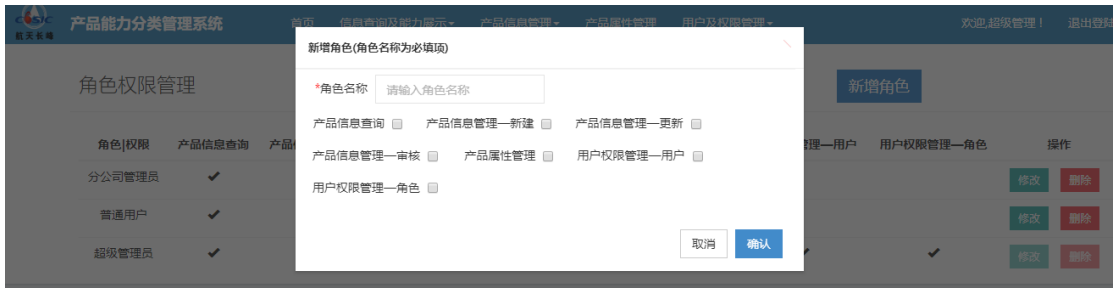 CASIC
航天长峰
产品能力分类管理系统 首页 信息查询及能力展示 产品信息管理 产品属性管理 用户及权限管理 欢迎,超级管理！ 退出登陆
新增角色(角色名称为必填项)
角色权限管理 新增角色
*角色名称 请输入角色名称
产品信息查询 产品信息管理—新建 产品信息管理—更新
角色|权限 产品信息查询 产品 理—用户 用户权限管理—角色 操作
产品信息管理—审核 产品属性管理 用户权限管理—用户
分公司管理员 修改 删除
用户权限管理—角色
普通用户 修改 删除
取消 确认
超级管理员 修改 删除